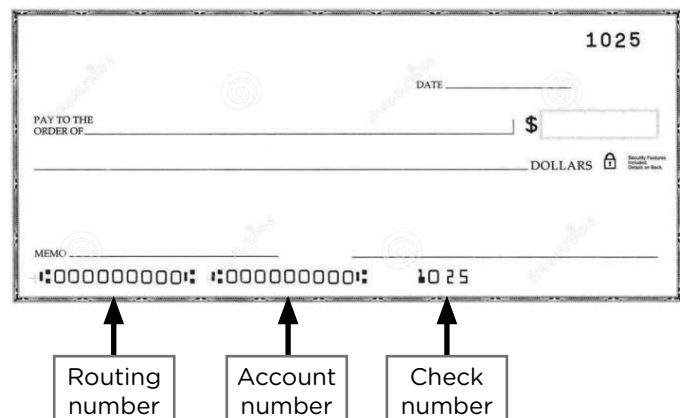 1025
DATE
PAY TO THE
ORDER OF
$
DOLLARS
Security Features
Included.
Details on Back.
MEMO
⑆000000000⑆ ⑆000000000⑆ 1025
Routing
number
Account
number
Check
number